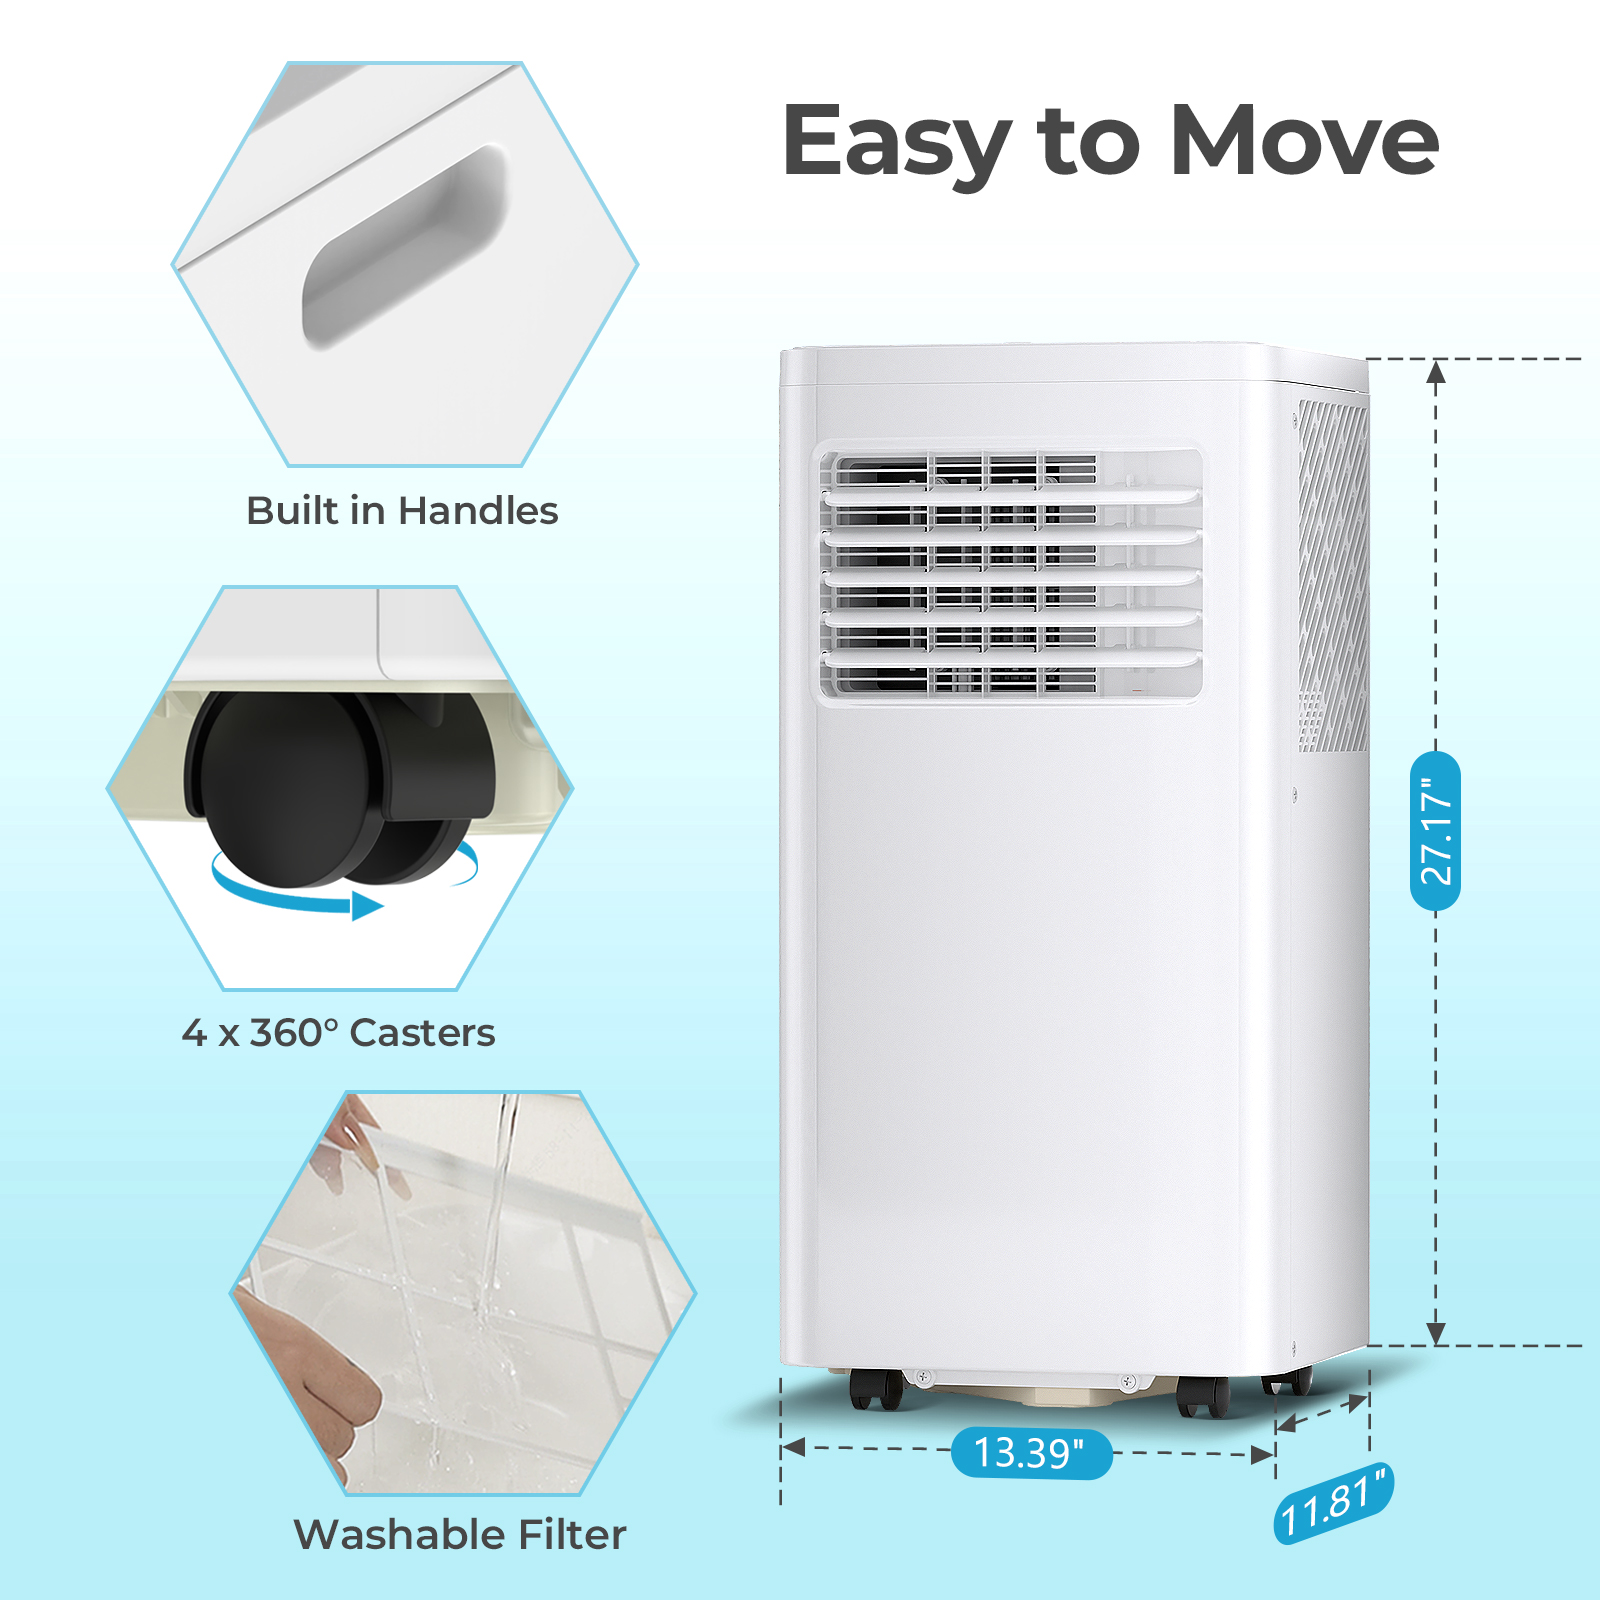 Easy to Move
Built in Handles
4 x 360° Casters
Washable Filter
27.17"
13.39"
11.81"